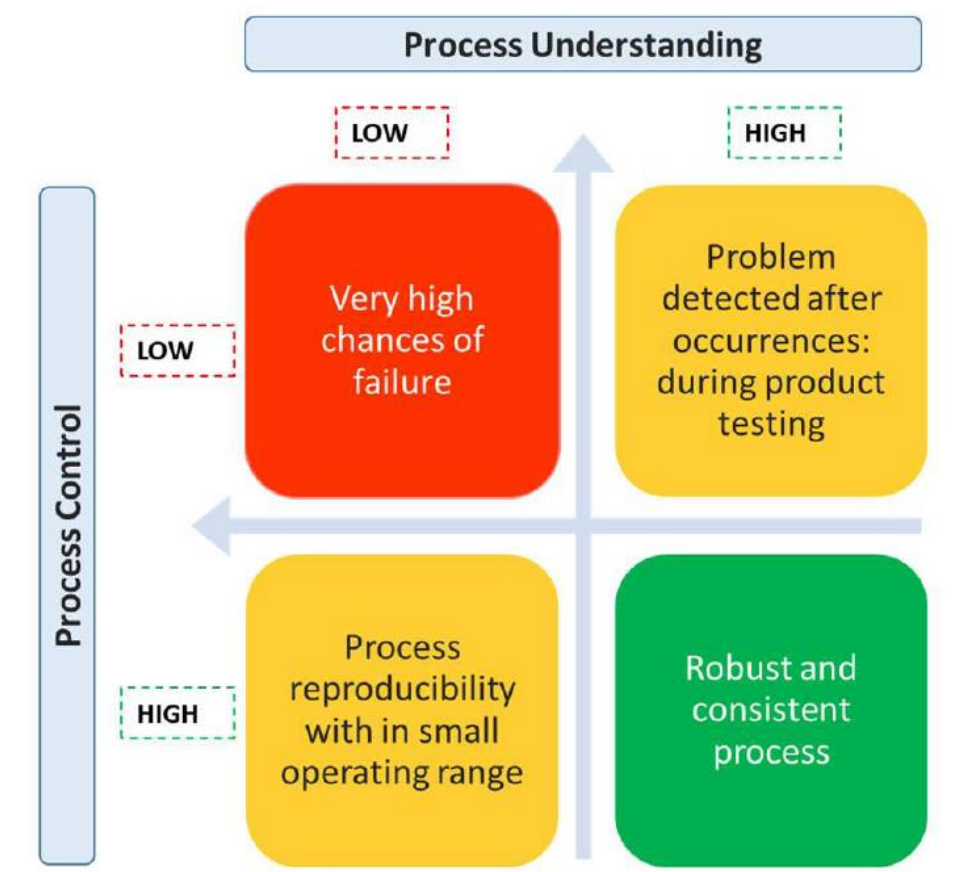 Process Understanding
LOW
HIGH
Process Control
LOW
Very high
chances of
failure
Problem
detected after
occurrences:
during product
testing
HIGH
Process
reproducibility
with in small
operating range
Robust and
consistent
process